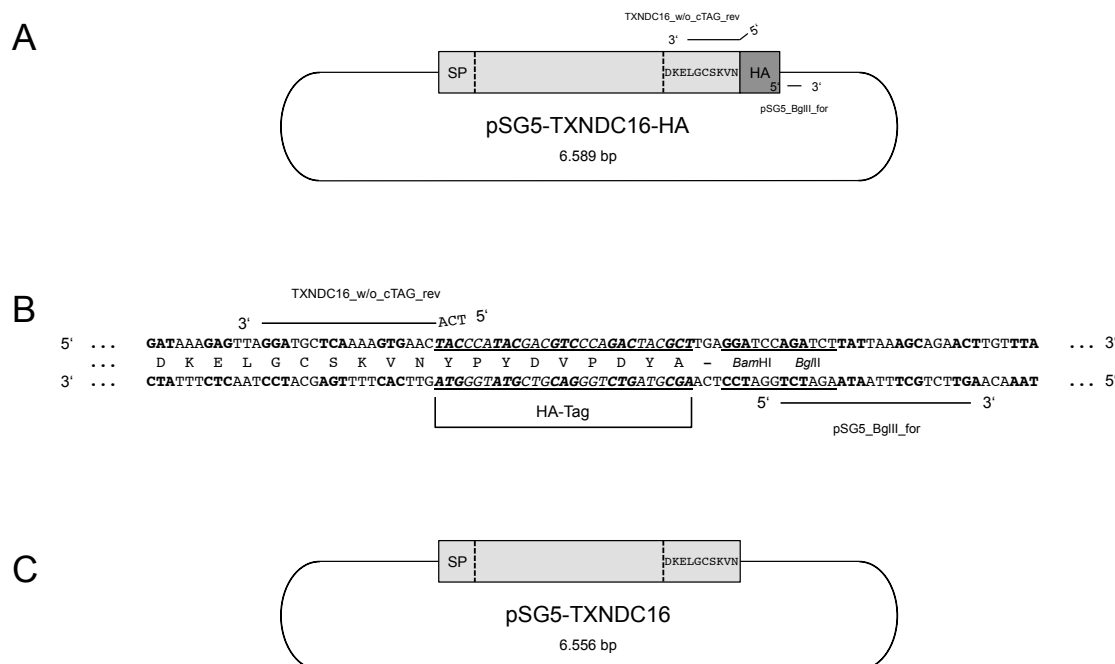 A
TXNDC16_w/o_cTAG_rev
3‘ 5‘
SP DKELGCSKVN HA
5‘ 3‘
pSG5_BglII_for
pSG5-TXNDC16-HA
6.589 bp
B
TXNDC16_w/o_cTAG_rev
3‘ ACT 5‘
5‘ ... GATAAAGAGTTAGGATGCTCAAAAGTGAACTACCCATACGACGTCCCAGACTACGCTTGAGGATCCAGATCTTATTAAAGCAGAACTTGTTTA ... 3‘
... D K E L G C S K V N Y P Y D V P D Y A – BamHI BglII ...
3‘ ... CTATTTCTCAATCCTACGAGTTTTCACTTGATGGGTATGCTGCAGGGTCTGATGCGAACTCCTAGGTCTAGAATAATTTCGTCTTGAACAAAT ... 5‘
5‘ 3‘
HA-Tag
pSG5_BglII_for
C
SP DKELGCSKVN
pSG5-TXNDC16
6.556 bp